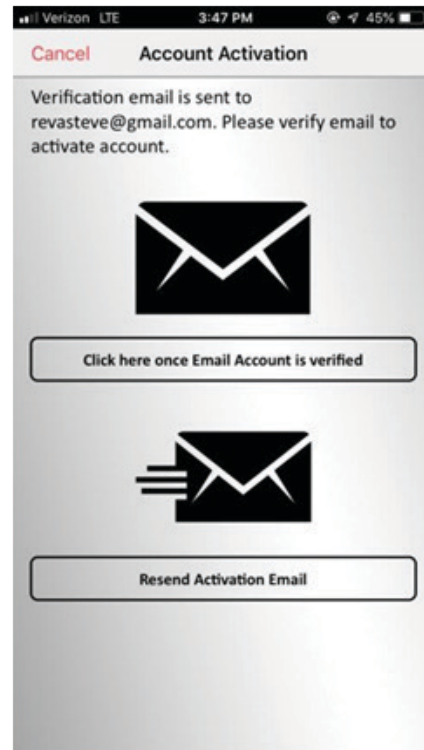 Verizon LTE 3:47 PM 45%
Cancel Account Activation
Verification email is sent to
revasteve@gmail.com. Please verify email to
activate account.
Click here once Email Account is verified
Resend Activation Email